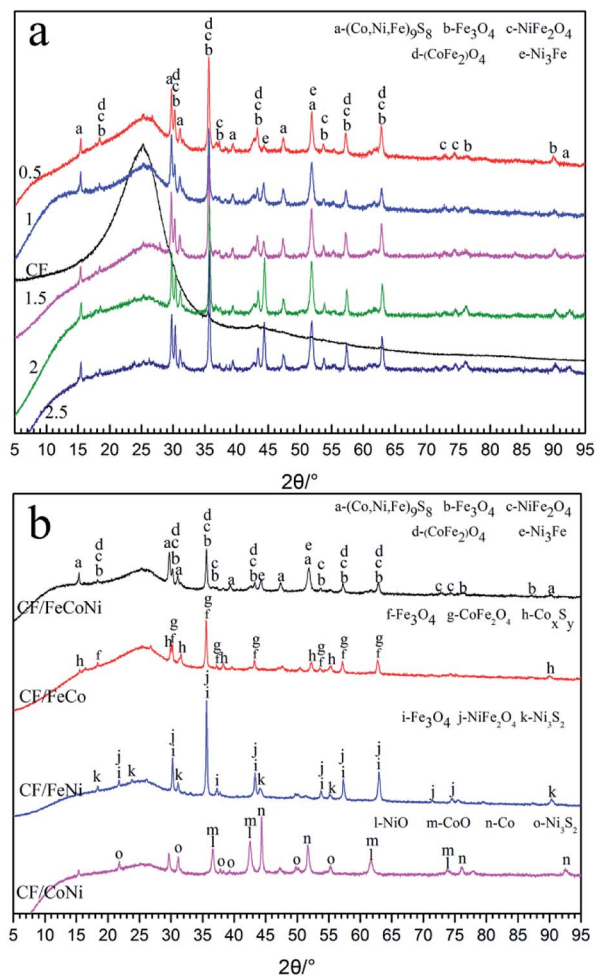 a
a-(Co,Ni,Fe)9S8 b-Fe3O4 c-NiFe2O4
d-(CoFe2)O4 e-Ni3Fe
a
d
c
b
a
d
c
b
a
d
c
b
c
b
a
d
c
b
e
a
e
a
c
b
d
c
b
d
c
b
c c b
b a
0.5
1
CF
1.5
2
2.5
5 10 15 20 25 30 35 40 45 50 55 60 65 70 75 80 85 90 95
2θ/°
b
a-(Co,Ni,Fe)9S8 b-Fe3O4 c-NiFe2O4
d-(CoFe2)O4 e-Ni3Fe
a
d
c
b
a
d
c
b
a
d
c
b
c
b
a
d
c
b
e
a
e
a
c
b
d
c
b
d
c
b
c c b
b a
CF/FeCoNi
f-Fe3O4 g-CoFe2O4 h-CoxSy
h f h
g
f
h
g
f
g
f
h
g
f
h
g
f
h
g
f
g
f
h
CF/FeCo
i-Fe3O4 j-NiFe2O4 k-Ni3S2
k
j
i
k
j
i
k
j
i
i
j
i
k
j
i
k
j
i
j
i
j
i
j
i
k
CF/FeNi
l-NiO m-CoO n-Co o-Ni3S2
o o
m
l
o o
m
l
n
o
n
o
m
l
m
l
n n
CF/CoNi
5 10 15 20 25 30 35 40 45 50 55 60 65 70 75 80 85 90 95
2θ/°